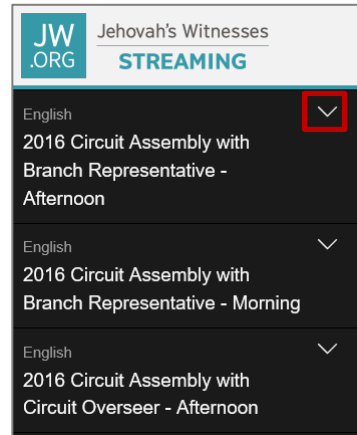 JW
.ORG
Jehovah's Witnesses
STREAMING
English
2016 Circuit Assembly with
Branch Representative -
Afternoon
English
2016 Circuit Assembly with
Branch Representative - Morning
English
2016 Circuit Assembly with
Circuit Overseer - Afternoon